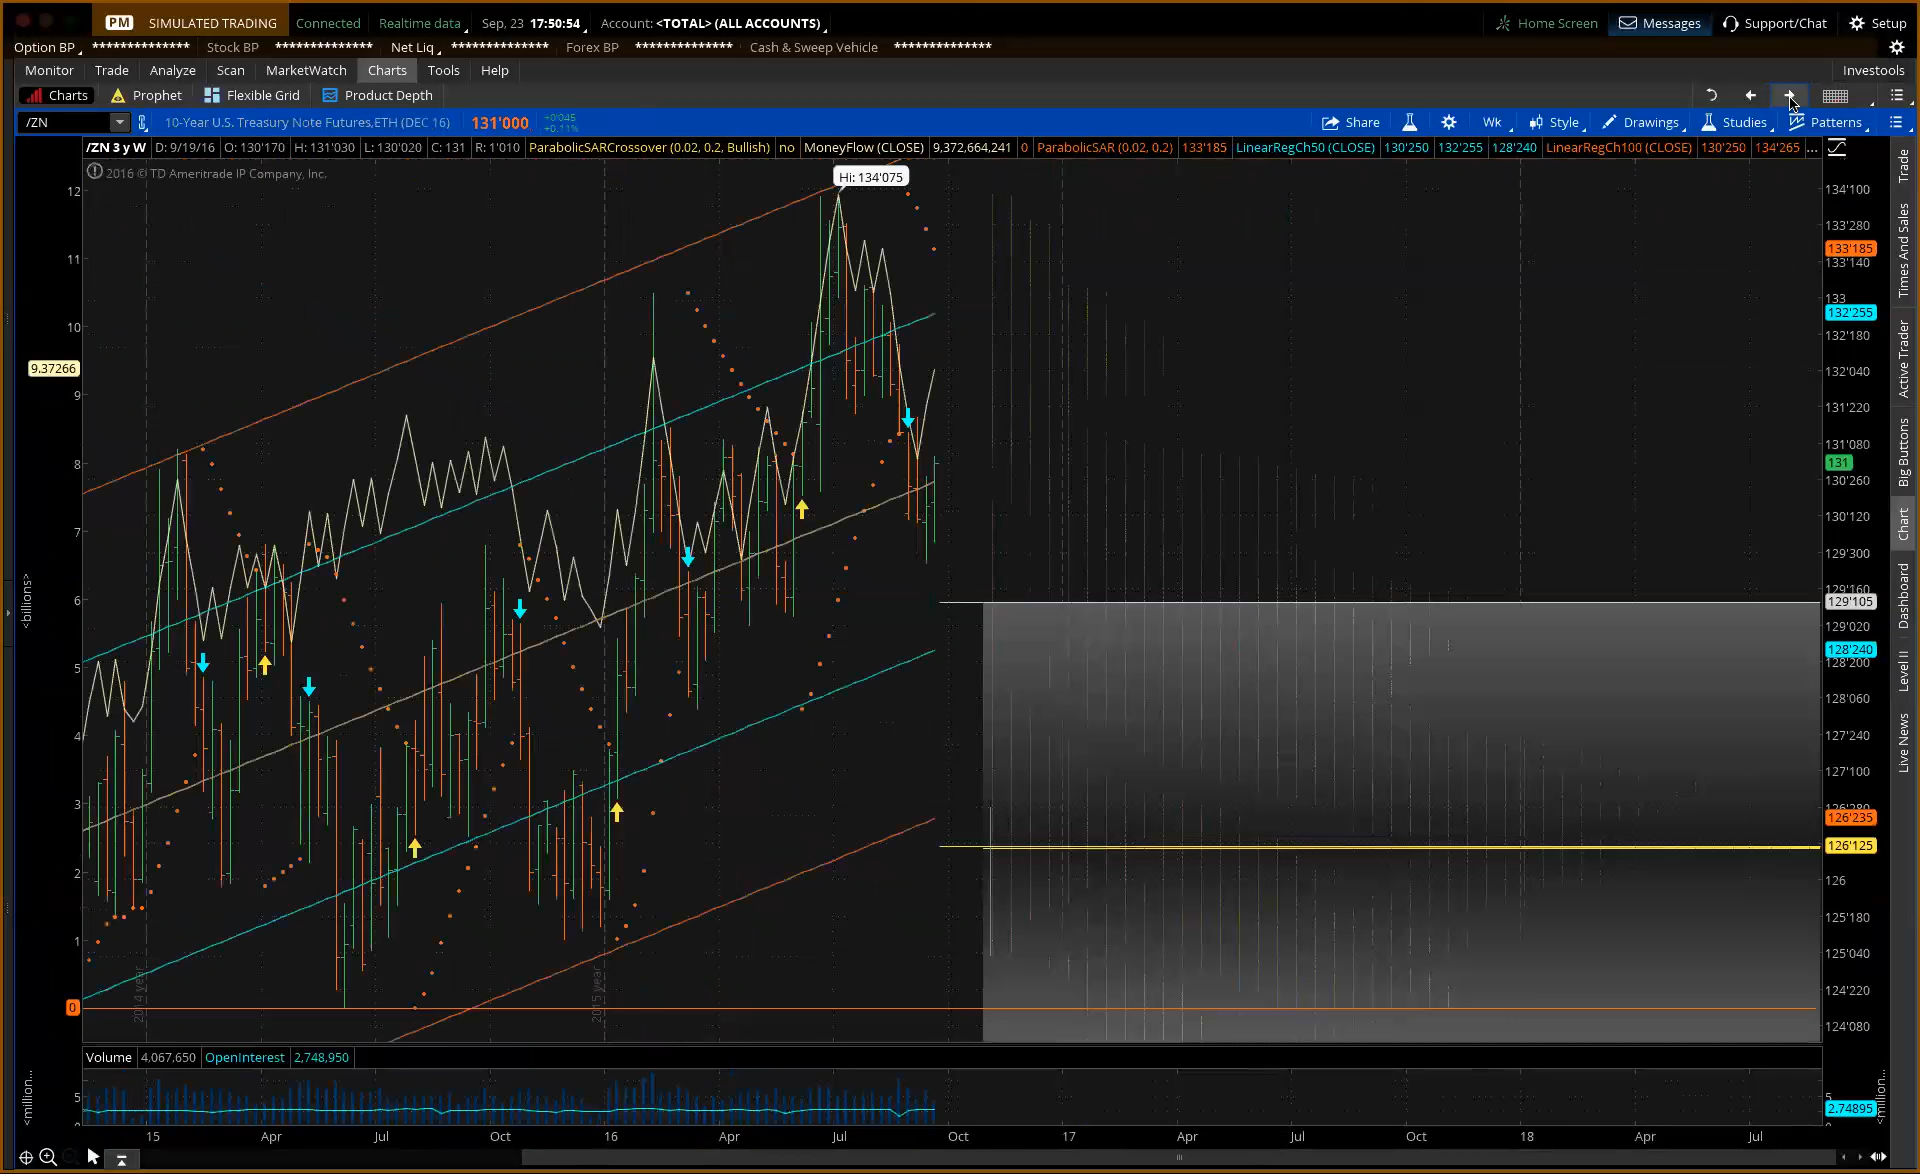 PM SIMULATED TRADING Connected Realtime data Sep, 23 17:50:54 Account: <TOTAL> (ALL ACCOUNTS) Home Screen Messages Support/Chat Setup
Option BP ************** Stock BP ************** Net Liq ************** Forex BP ************** Cash & Sweep Vehicle **************
Monitor Trade Analyze Scan MarketWatch Charts Tools Help Investools
Charts Prophet Flexible Grid Product Depth
/ZN 10-Year U.S. Treasury Note Futures,ETH (DEC 16) 131'000 +0'045 +0.11% Share Wk Style Drawings Studies Patterns
/ZN 3 y W D: 9/19/16 O: 130'170 H: 131'030 L: 130'020 C: 131 R: 1'010 ParabolicSARCrossover (0.02, 0.2, Bullish) no MoneyFlow (CLOSE) 9,372,664,241 0 ParabolicSAR (0.02, 0.2) 133'185 LinearRegCh50 (CLOSE) 130'250 132'255 128'240 LinearRegCh100 (CLOSE) 130'250 134'265 ...
2016 © TD Ameritrade IP Company, Inc.
Hi: 134'075
12
11
10
9.37266
9
8
7
6
5
4
3
2
1
0
<billions>
2014 year
2015 year
134'100
133'280
133'185
133'140
133
132'255
132'180
132'040
131'220
131'080
131
130'260
130'120
129'300
129'160
129'105
129'020
128'240
128'200
128'060
127'240
127'100
126'280
126'235
126'125
126
125'180
125'040
124'220
124'080
Trade
Times And Sales
Active Trader
Big Buttons
Chart
Dashboard
Level II
Live News
Volume 4,067,650 OpenInterest 2,748,950
<million...
5
5
2.74895
<million...
15 Apr Jul Oct 16 Apr Jul Oct 17 Apr Jul Oct 18 Apr Jul